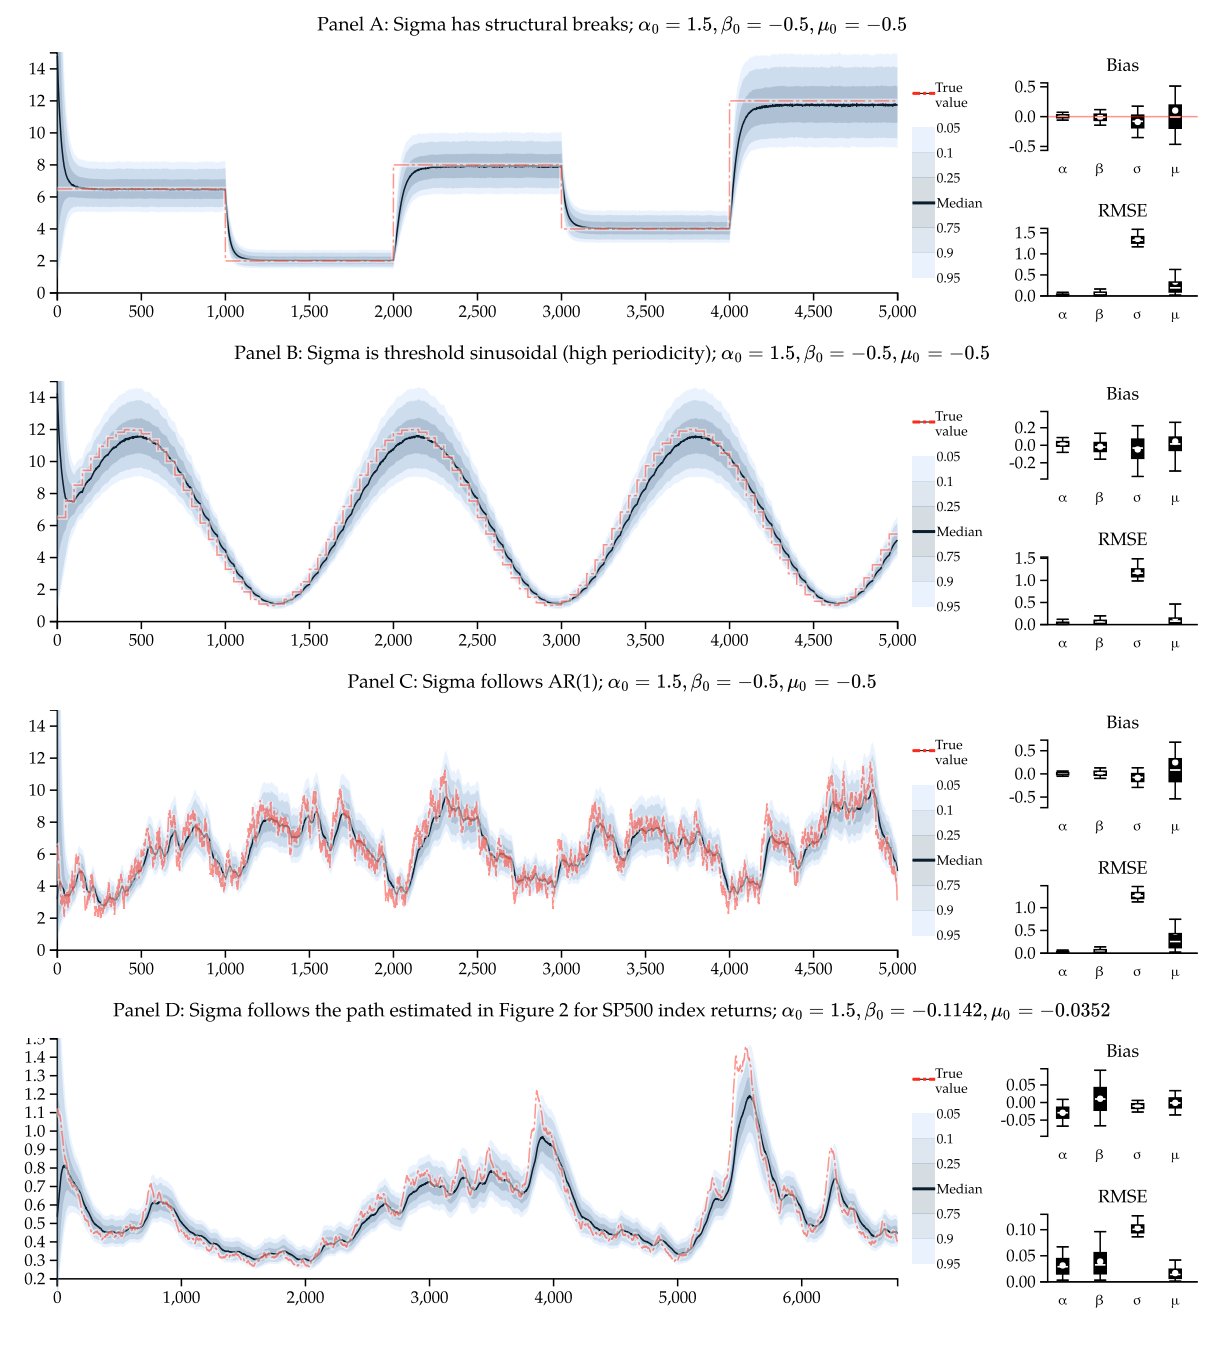 Panel A: Sigma has structural breaks; α₀ = 1.5, β₀ = −0.5, μ₀ = −0.5
14
12
10
8
6
4
2
0
0 500 1,000 1,500 2,000 2,500 3,000 3,500 4,000 4,500 5,000
True
value
0.05
0.1
0.25
Median
0.75
0.9
0.95
Bias
0.5
0.0
-0.5
α β σ μ
RMSE
1.5
1.0
0.5
0.0
α β σ μ
Panel B: Sigma is threshold sinusoidal (high periodicity); α₀ = 1.5, β₀ = −0.5, μ₀ = −0.5
14
12
10
8
6
4
2
0
0 500 1,000 1,500 2,000 2,500 3,000 3,500 4,000 4,500 5,000
True
value
0.05
0.1
0.25
Median
0.75
0.9
0.95
Bias
0.2
0.0
-0.2
α β σ μ
RMSE
1.5
1.0
0.5
0.0
α β σ μ
Panel C: Sigma follows AR(1); α₀ = 1.5, β₀ = −0.5, μ₀ = −0.5
14
12
10
8
6
4
2
0
0 500 1,000 1,500 2,000 2,500 3,000 3,500 4,000 4,500 5,000
True
value
0.05
0.1
0.25
Median
0.75
0.9
0.95
Bias
0.5
0.0
-0.5
α β σ μ
RMSE
1.0
0.5
0.0
α β σ μ
Panel D: Sigma follows the path estimated in Figure 2 for SP500 index returns; α₀ = 1.5, β₀ = −0.1142, μ₀ = −0.0352
1.5
1.4
1.3
1.2
1.1
1.0
0.9
0.8
0.7
0.6
0.5
0.4
0.3
0.2
0 1,000 2,000 3,000 4,000 5,000 6,000
True
value
0.05
0.1
0.25
Median
0.75
0.9
0.95
Bias
0.05
0.00
-0.05
α β σ μ
RMSE
0.10
0.05
0.00
α β σ μ